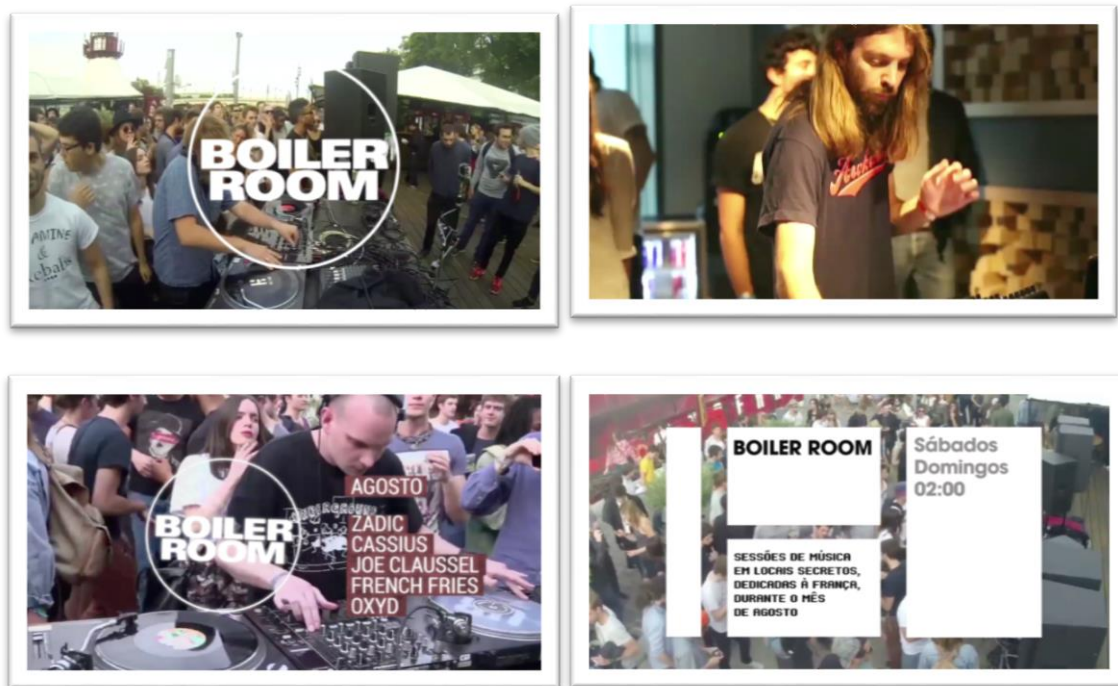 BOILER
ROOM
AMINE
&
BOILER
ROOM
AGOSTO
ZADIC
CASSIUS
JOE CLAUSSEL
FRENCH FRIES
OXYD
BOILER ROOM
SESSÕES DE MÚSICA
EM LOCAIS SECRETOS,
DEDICADAS À FRANÇA,
DURANTE O MÊS
DE AGOSTO
Sábados
Domingos
02:00